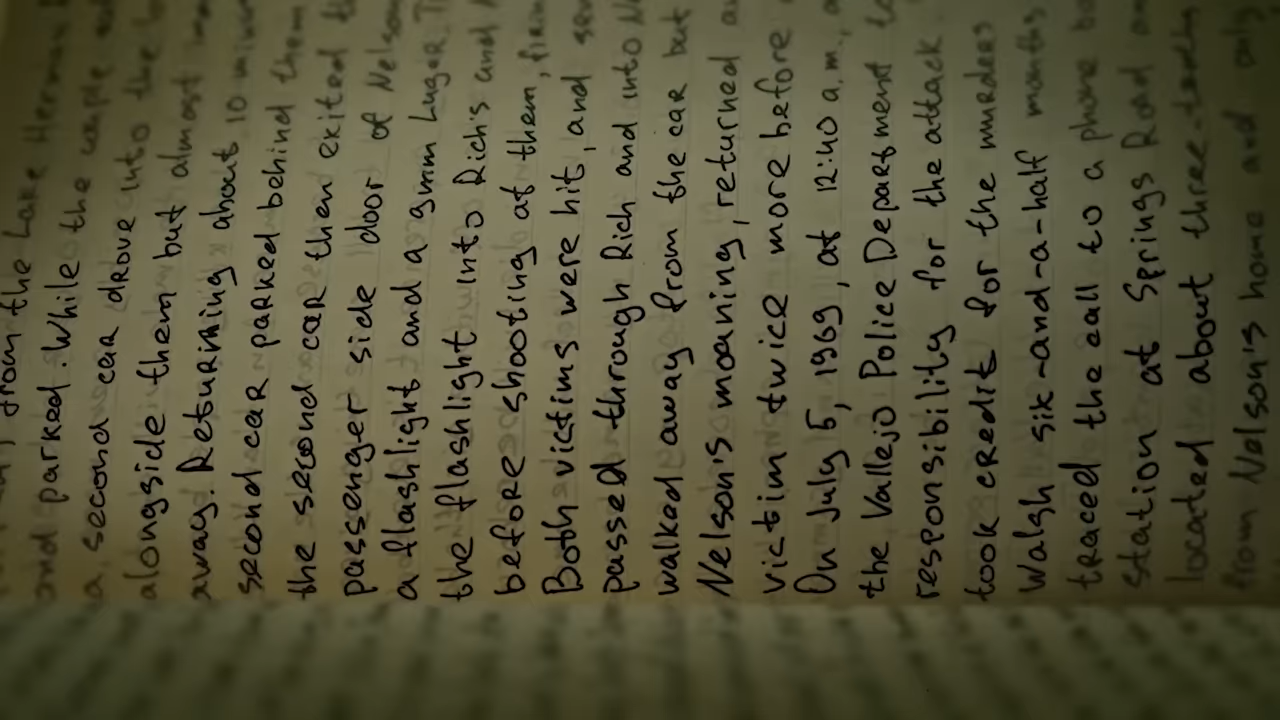 from the Lake Herman
and parked. While the couple
a second car drove into the
alongside them but almost
away. Returning about 10
second car parked behind them
the second car then exited
passenger side door of Nelson
a flashlight and a 9mm Luger.
the flashlight into Rich's and
before shooting at them,
Both victims were hit, and
passed through Rich and into
walked away from the car but
Nelson's moaning, returned
victim twice more before
On July 5, 1969, at 12:40 a.m.,
the Vallejo Police Department
responsibility for the attack.
took credit for the murders
Walsh six-and-a-half months
traced the call to a phone
station at Springs Road
located about three-tenths
from Nelson's home and only